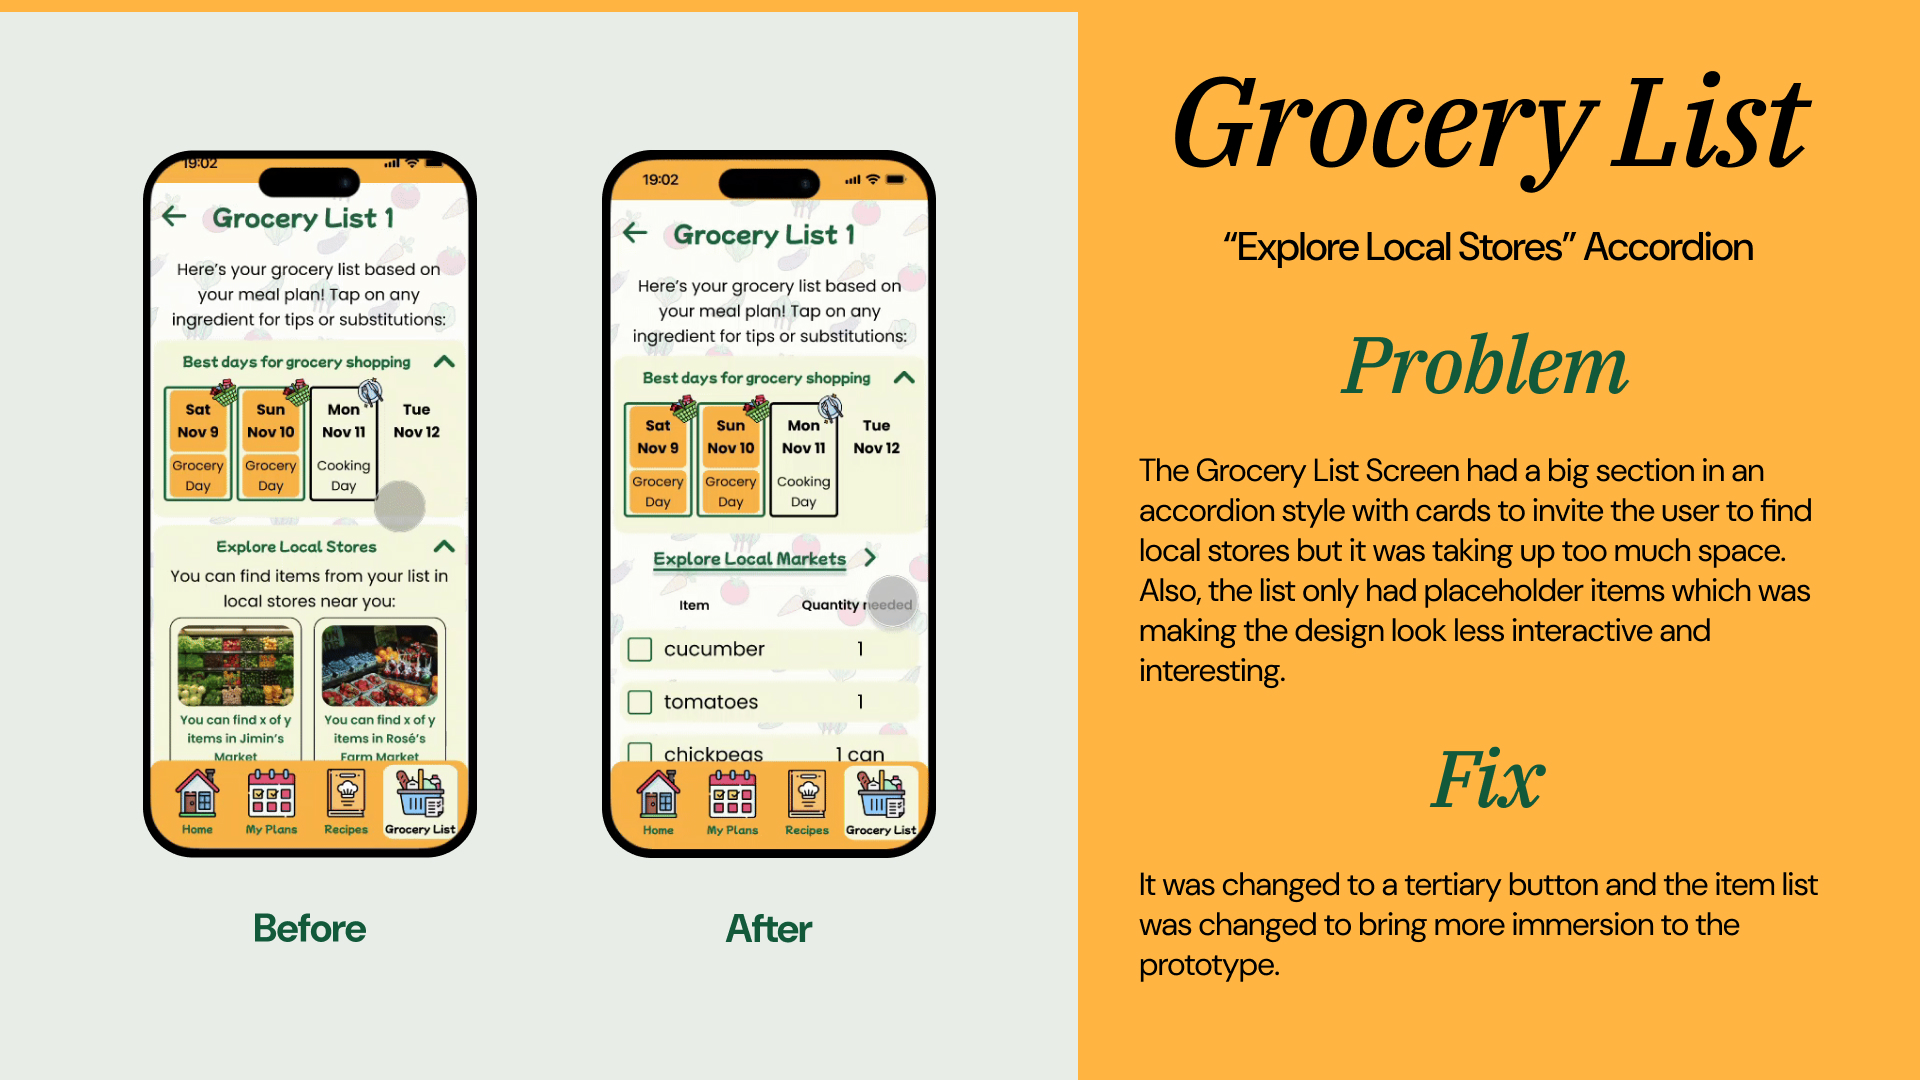 19:02
Grocery List 1
Here's your grocery list based on
your meal plan! Tap on any
ingredient for tips or substitutions:
Best days for grocery shopping
Sat
Nov 9
Grocery
Day
Sun
Nov 10
Grocery
Day
Mon
Nov 11
Cooking
Day
Tue
Nov 12
Explore Local Stores
You can find items from your list in
local stores near you:
You can find x of y
items in Jimin's
Market
You can find x of y
items in Rosé's
Farm Market
Home
My Plans
Recipes
Grocery List
Before
19:02
Grocery List 1
Here's your grocery list based on
your meal plan! Tap on any
ingredient for tips or substitutions:
Best days for grocery shopping
Sat
Nov 9
Grocery
Day
Sun
Nov 10
Grocery
Day
Mon
Nov 11
Cooking
Day
Tue
Nov 12
Explore Local Markets
Item Quantity needed
cucumber 1
tomatoes 1
chickpeas 1 can
Home
My Plans
Recipes
Grocery List
After
Grocery List
“Explore Local Stores” Accordion
Problem
The Grocery List Screen had a big section in an
accordion style with cards to invite the user to find
local stores but it was taking up too much space.
Also, the list only had placeholder items which was
making the design look less interactive and
interesting.
Fix
It was changed to a tertiary button and the item list
was changed to bring more immersion to the
prototype.